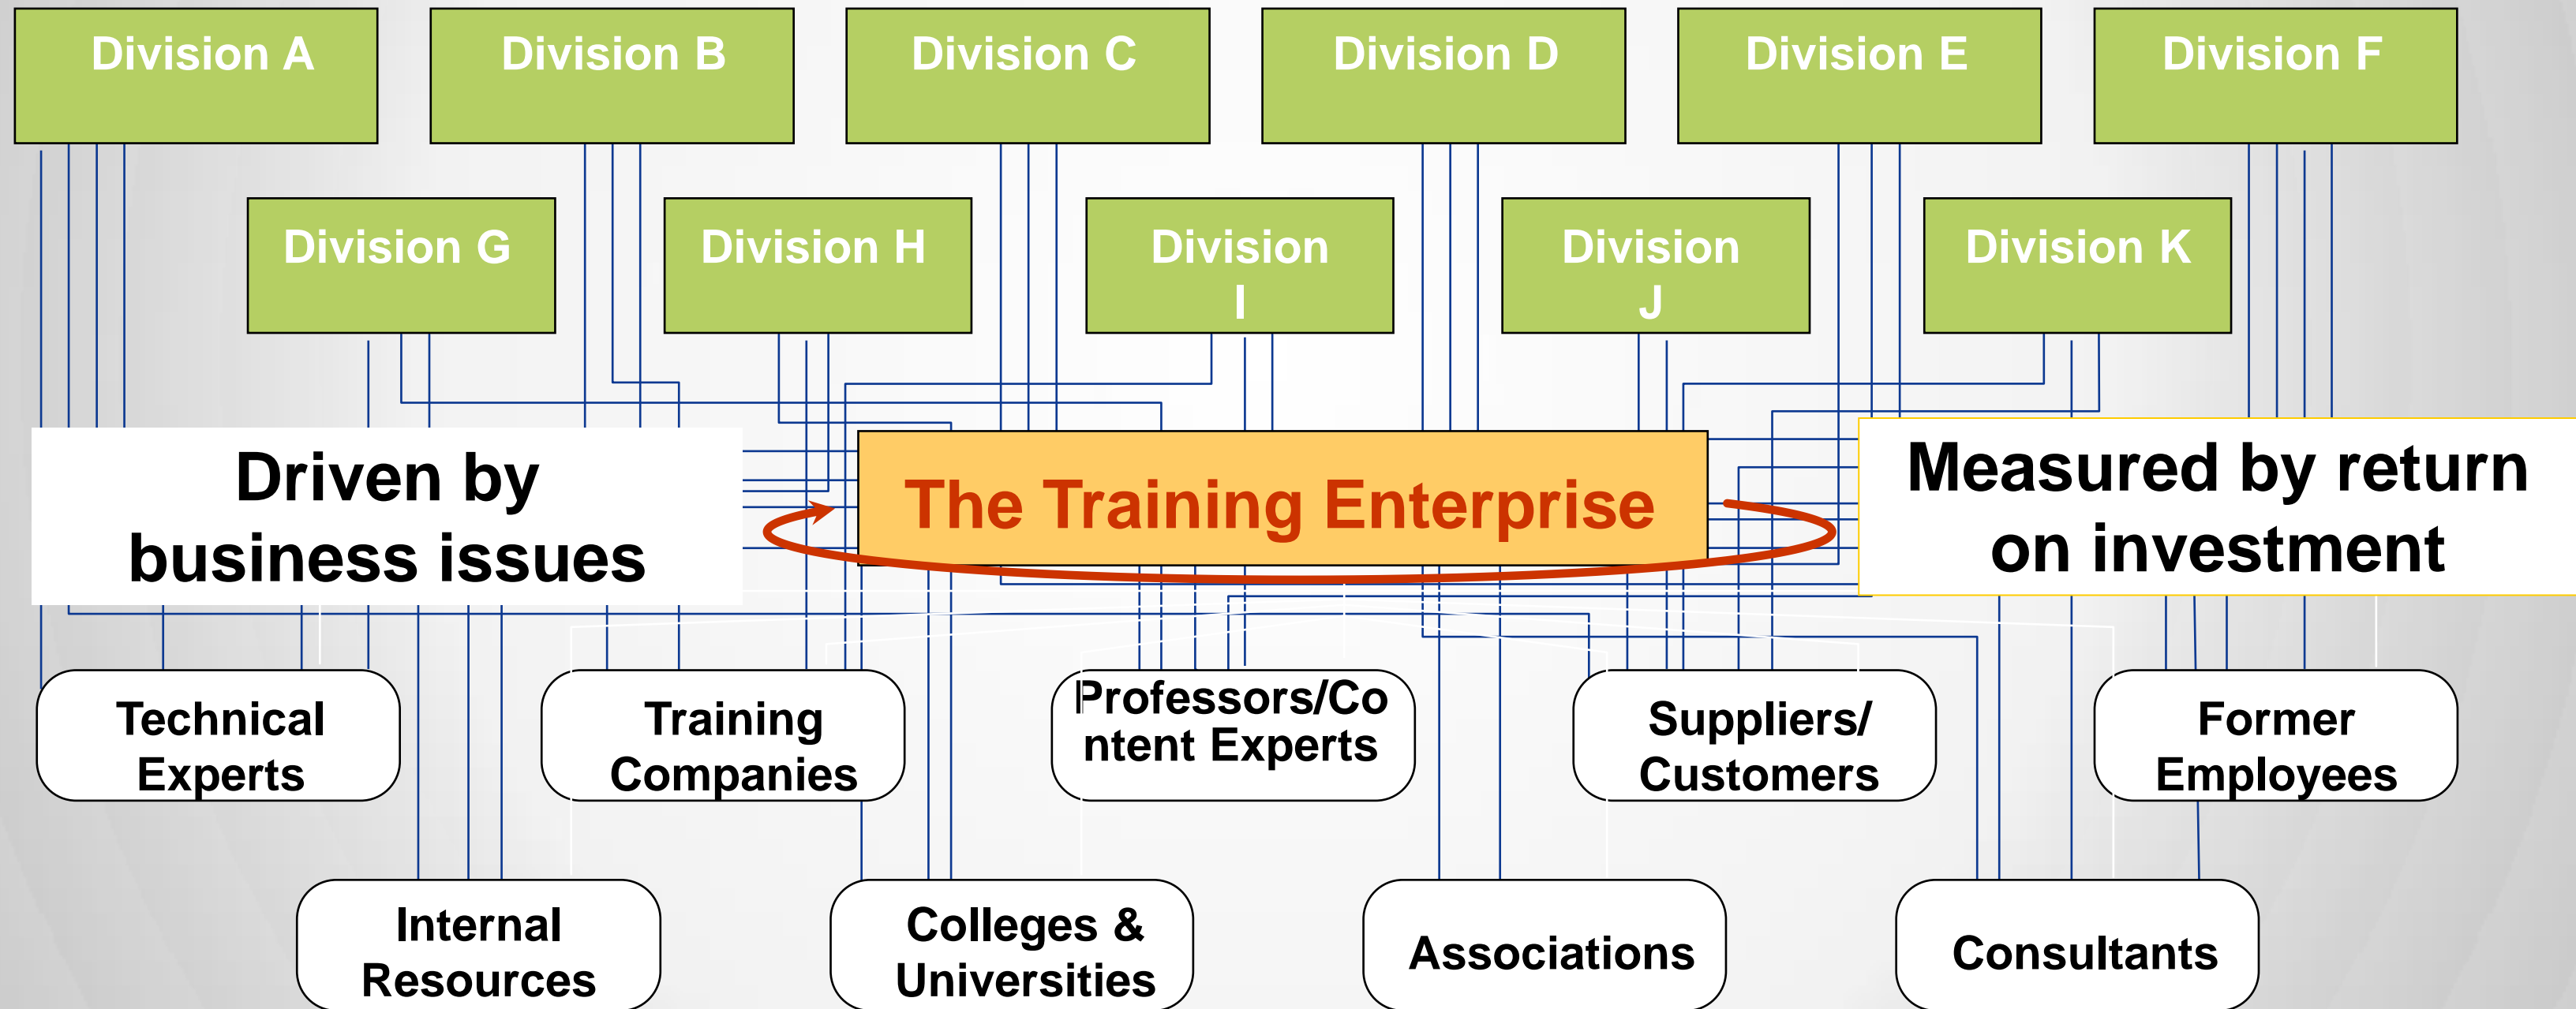 Division A
Division B
Division C
Division D
Division E
Division F
Division G
Division H
Division
I
Division
J
Division K
Driven by
business issues
The Training Enterprise
Measured by return
on investment
Technical
Experts
Training
Companies
Professors/Co
ntent Experts
Suppliers/
Customers
Former
Employees
Internal
Resources
Colleges &
Universities
Associations
Consultants